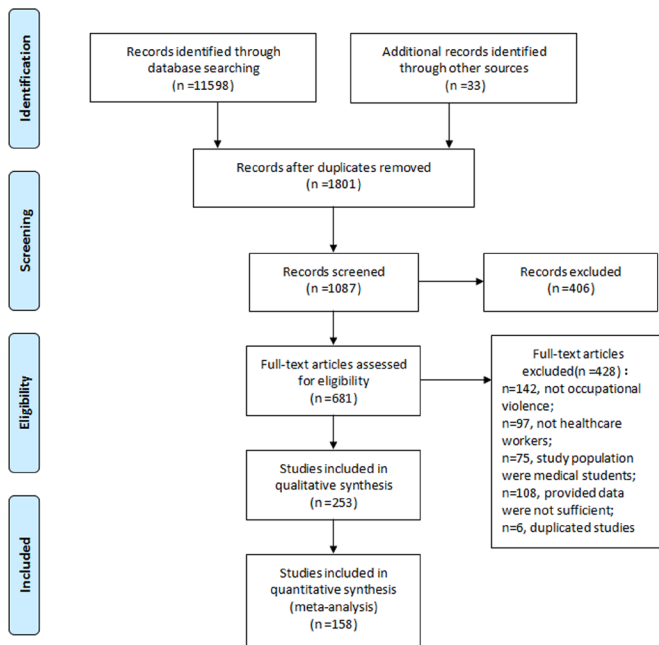 Identification
Records identified through
database searching
(n =11598)
Additional records identified
through other sources
(n =33)
Records after duplicates removed
(n =1801)
Screening
Records screened
(n =1087)
Records excluded
(n =406)
Eligibility
Full-text articles assessed
for eligibility
(n =681)
Full-text articles
excluded(n =428) :
n=142, not occupational
violence;
n=97, not healthcare
workers;
n=75, study population
were medical students;
n=108, provided data
were not sufficient;
n=6, duplicated studies
Studies included in
qualitative synthesis
(n =253)
Included
Studies included in
quantitative synthesis
(meta-analysis)
(n =158)